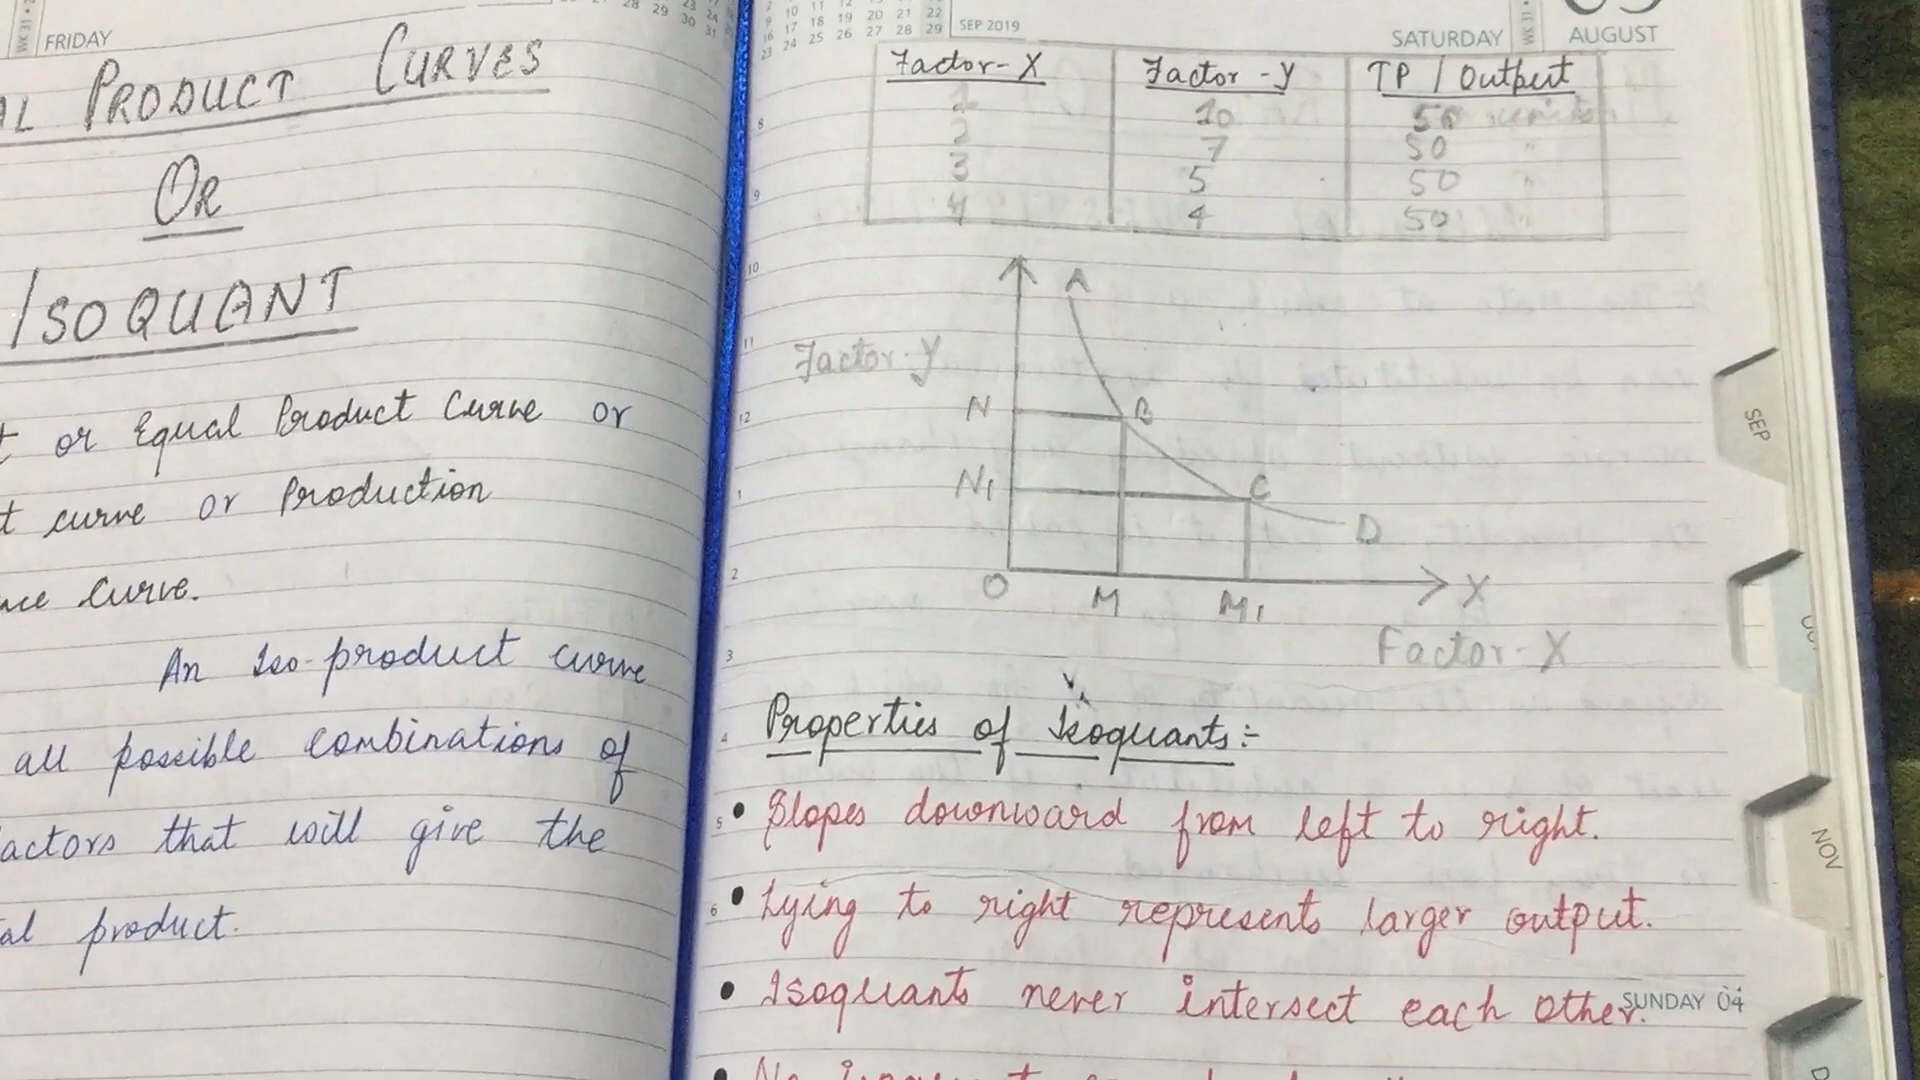 FRIDAY
PRODUCT CURVES
OR
ISOQUANT
or Equal Product Curve or
curve or Production
Curve.
An Iso-product curve
all possible combinations of
actors that will give the
al product.
SEP 2019
SATURDAY
AUGUST
Factor-X Factor-Y TP / Output
1 10 50 units
2 7 50 "
3 5 50 "
4 4 50 "
A
Factor-Y
N B
N1 C
D
O M M1 X
Factor-X
Properties of Isoquants:-
• Slopes downward from left to right.
• Lying to right represents larger output.
• Isoquants never intersect each other.
SUNDAY 04
SEP
NOV